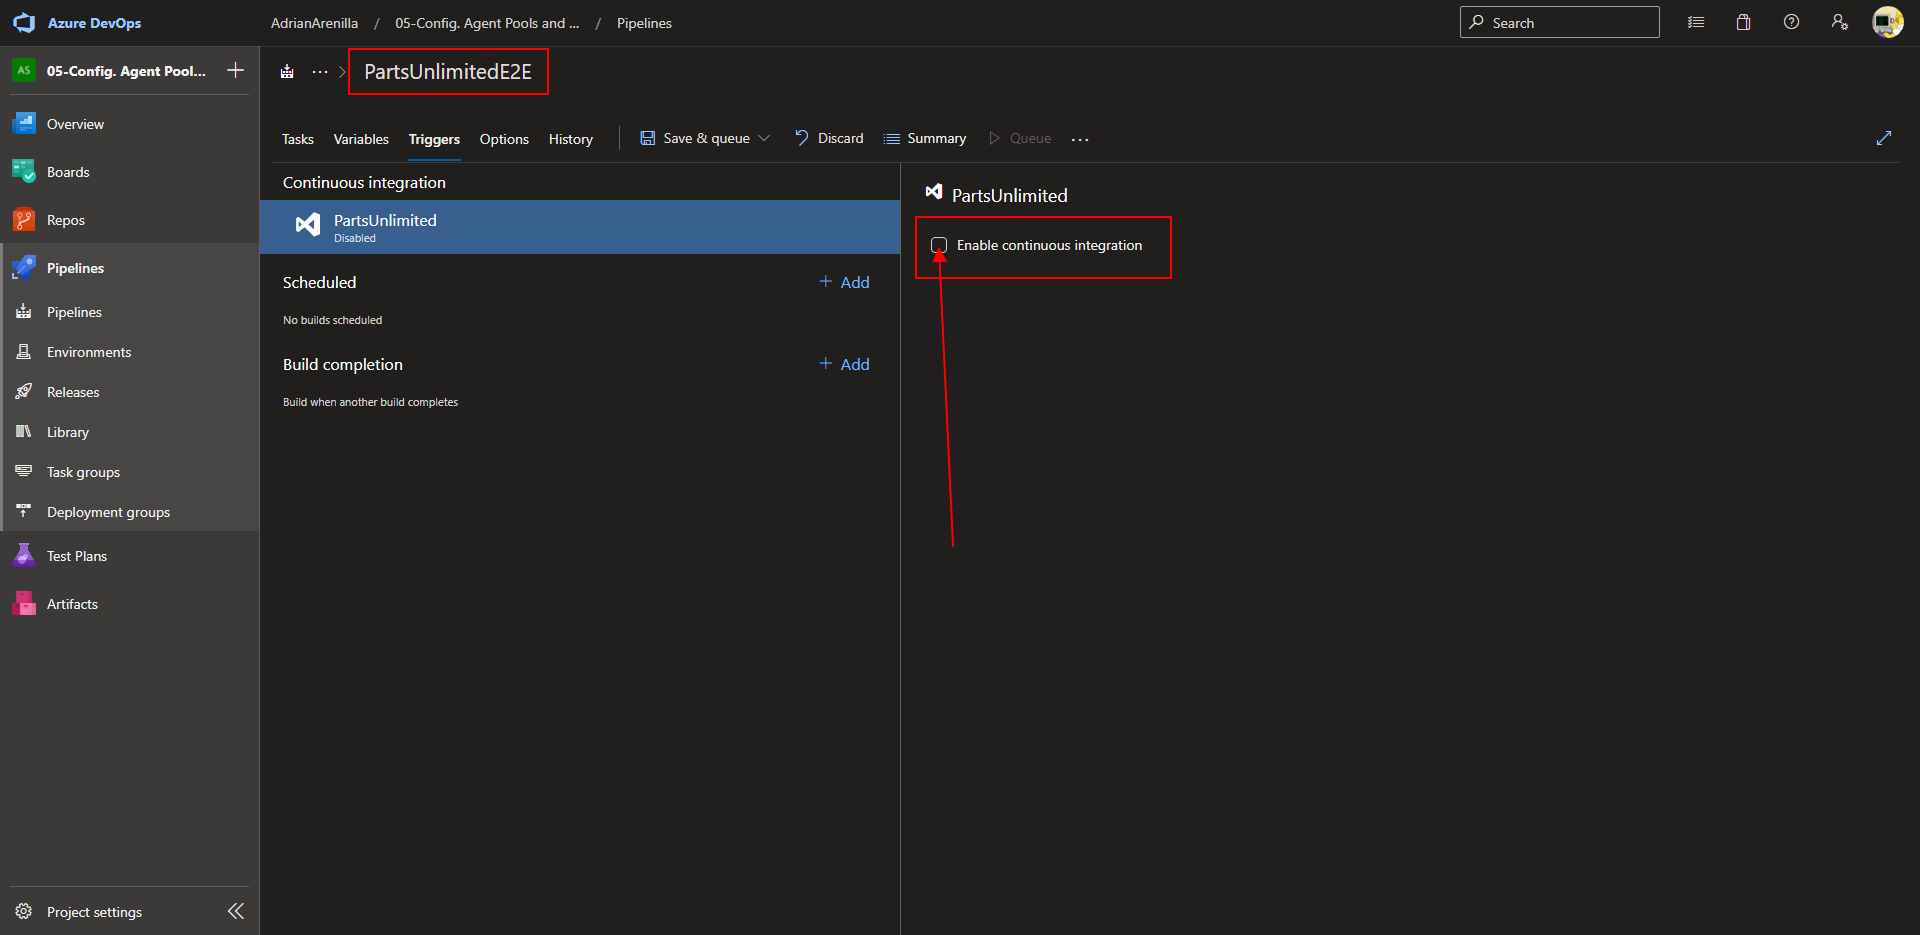 Azure DevOps
AdrianArenilla / 05-Config. Agent Pools and ... / Pipelines
Search
AS 05-Config. Agent Pool...
PartsUnlimitedE2E
Overview
Boards
Repos
Pipelines
Pipelines
Environments
Releases
Library
Task groups
Deployment groups
Test Plans
Artifacts
Project settings
Tasks Variables Triggers Options History Save & queue Discard Summary Queue ...
Continuous integration
PartsUnlimited
Disabled
Scheduled
+ Add
No builds scheduled
Build completion
+ Add
Build when another build completes
PartsUnlimited
Enable continuous integration